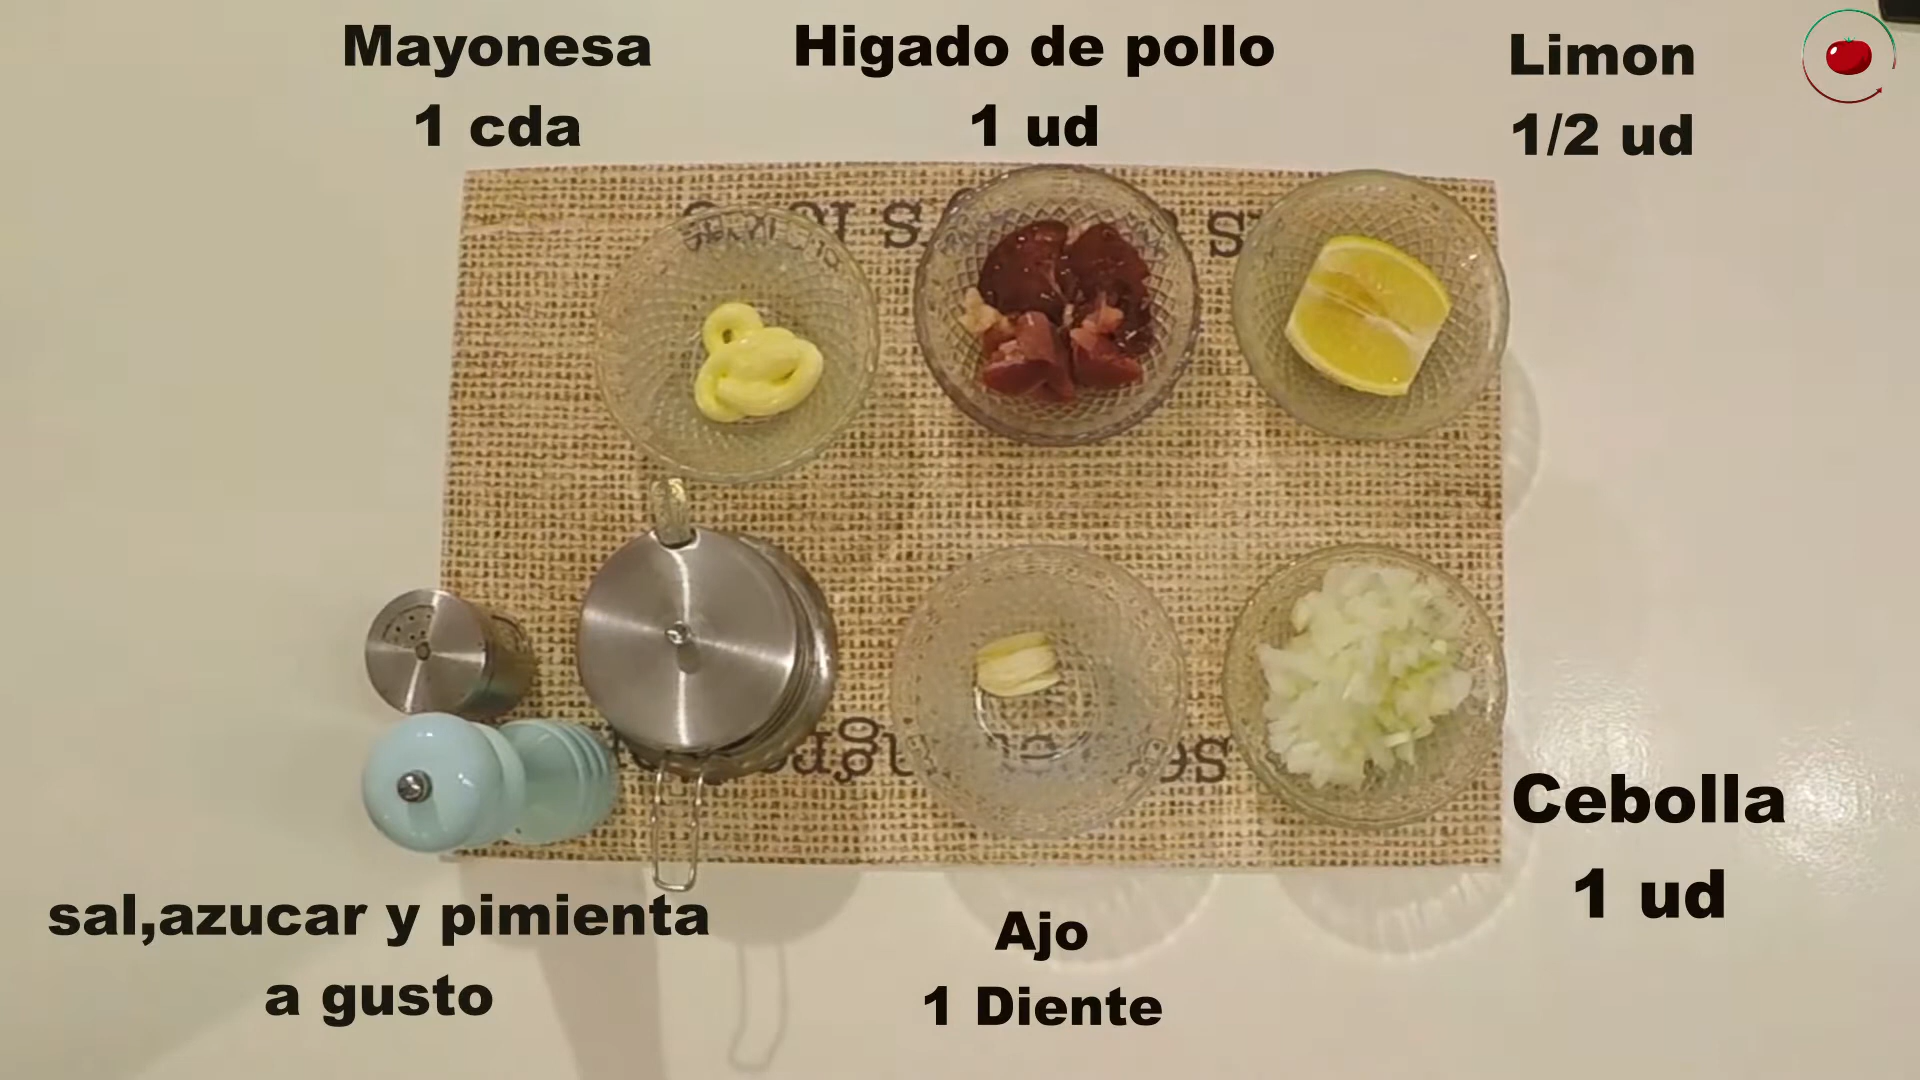 Mayonesa
1 cda
Higado de pollo
1 ud
Limon
1/2 ud
sal,azucar y pimienta
a gusto
Ajo
1 Diente
Cebolla
1 ud